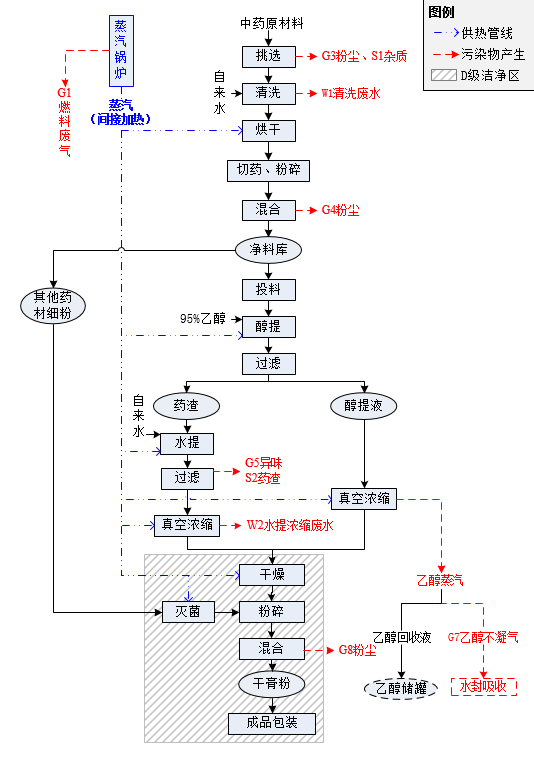 图例
供热管线
污染物产生
D级洁净区
蒸
汽
锅
炉
G1
燃
料
废
气
蒸汽
（间接加热）
中药原材料
挑选
G3粉尘、S1杂质
自
来
水
清洗
W1清洗废水
烘干
切药、粉碎
混合
G4粉尘
净料库
其他药
材细粉
投料
95%乙醇
醇提
过滤
药渣
醇提液
自
来
水
水提
过滤
G5异味
S2药渣
真空浓缩
真空浓缩
W2水提浓缩废水
干燥
乙醇蒸汽
灭菌
粉碎
混合
G8粉尘
乙醇回收液
G7乙醇不凝气
干膏粉
乙醇储罐
水封吸收
成品包装